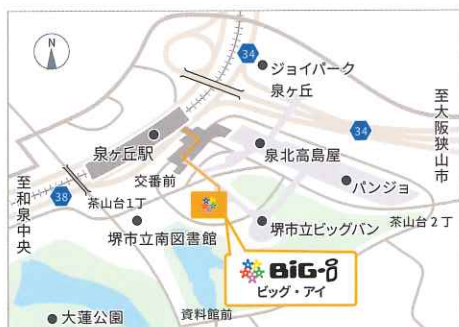 N
34
ジョイパーク
泉ヶ丘
至大阪狭山市
34
泉ヶ丘駅
泉北高島屋
交番前
パンジョ
至和泉中央
38
茶山台1丁
堺市立南図書館
堺市立ビッグバン
茶山台2丁
BiG-i
ビッグ・アイ
大蓮公園
資料館前